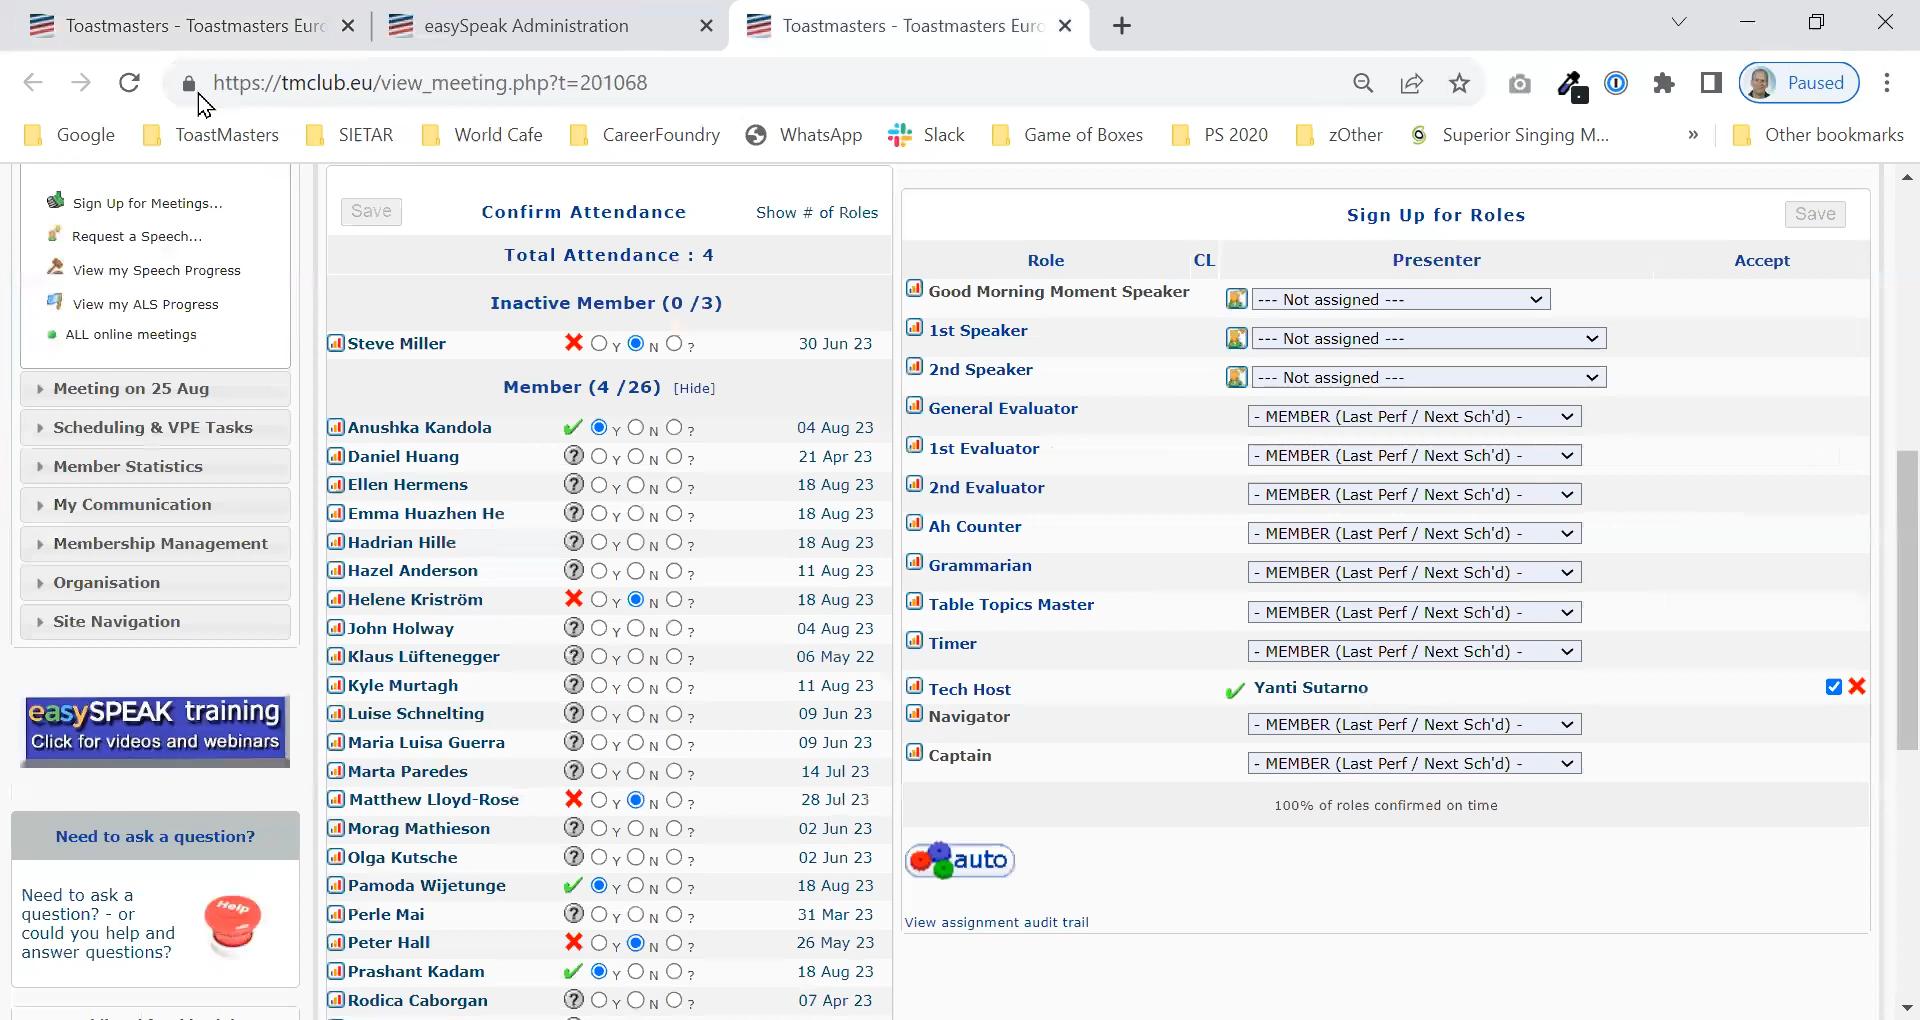 Toastmasters - Toastmasters Euro
easySpeak Administration
Toastmasters - Toastmasters Euro
https://tmclub.eu/view_meeting.php?t=201068
Paused
Google
ToastMasters
SIETAR
World Cafe
CareerFoundry
WhatsApp
Slack
Game of Boxes
PS 2020
zOther
Superior Singing M...
»
Other bookmarks
Sign Up for Meetings...
Request a Speech...
View my Speech Progress
View my ALS Progress
ALL online meetings
Meeting on 25 Aug
Scheduling & VPE Tasks
Member Statistics
My Communication
Membership Management
Organisation
Site Navigation
easySPEAK training
Click for videos and webinars
Need to ask a question?
Need to ask a
question? - or
could you help and
answer questions?
Help
Save Confirm Attendance Show # of Roles
Total Attendance : 4
Inactive Member (0 /3)
Steve Miller Y N ? 30 Jun 23
Member (4 /26) [Hide]
Anushka Kandola Y N ? 04 Aug 23
Daniel Huang ? Y N ? 21 Apr 23
Ellen Hermens ? Y N ? 18 Aug 23
Emma Huazhen He ? Y N ? 18 Aug 23
Hadrian Hille ? Y N ? 18 Aug 23
Hazel Anderson ? Y N ? 11 Aug 23
Helene Kriström Y N ? 18 Aug 23
John Holway ? Y N ? 04 Aug 23
Klaus Lüftenegger ? Y N ? 06 May 22
Kyle Murtagh ? Y N ? 11 Aug 23
Luise Schnelting ? Y N ? 09 Jun 23
Maria Luisa Guerra ? Y N ? 09 Jun 23
Marta Paredes ? Y N ? 14 Jul 23
Matthew Lloyd-Rose Y N ? 28 Jul 23
Morag Mathieson ? Y N ? 02 Jun 23
Olga Kutsche ? Y N ? 02 Jun 23
Pamoda Wijetunge Y N ? 18 Aug 23
Perle Mai ? Y N ? 31 Mar 23
Peter Hall Y N ? 26 May 23
Prashant Kadam Y N ? 18 Aug 23
Rodica Caborgan ? Y N ? 07 Apr 23
Sign Up for Roles Save
Role CL Presenter Accept
Good Morning Moment Speaker --- Not assigned ---
1st Speaker --- Not assigned ---
2nd Speaker --- Not assigned ---
General Evaluator - MEMBER (Last Perf / Next Sch'd) -
1st Evaluator - MEMBER (Last Perf / Next Sch'd) -
2nd Evaluator - MEMBER (Last Perf / Next Sch'd) -
Ah Counter - MEMBER (Last Perf / Next Sch'd) -
Grammarian - MEMBER (Last Perf / Next Sch'd) -
Table Topics Master - MEMBER (Last Perf / Next Sch'd) -
Timer - MEMBER (Last Perf / Next Sch'd) -
Tech Host Yanti Sutarno
Navigator - MEMBER (Last Perf / Next Sch'd) -
Captain - MEMBER (Last Perf / Next Sch'd) -
100% of roles confirmed on time
auto
View assignment audit trail